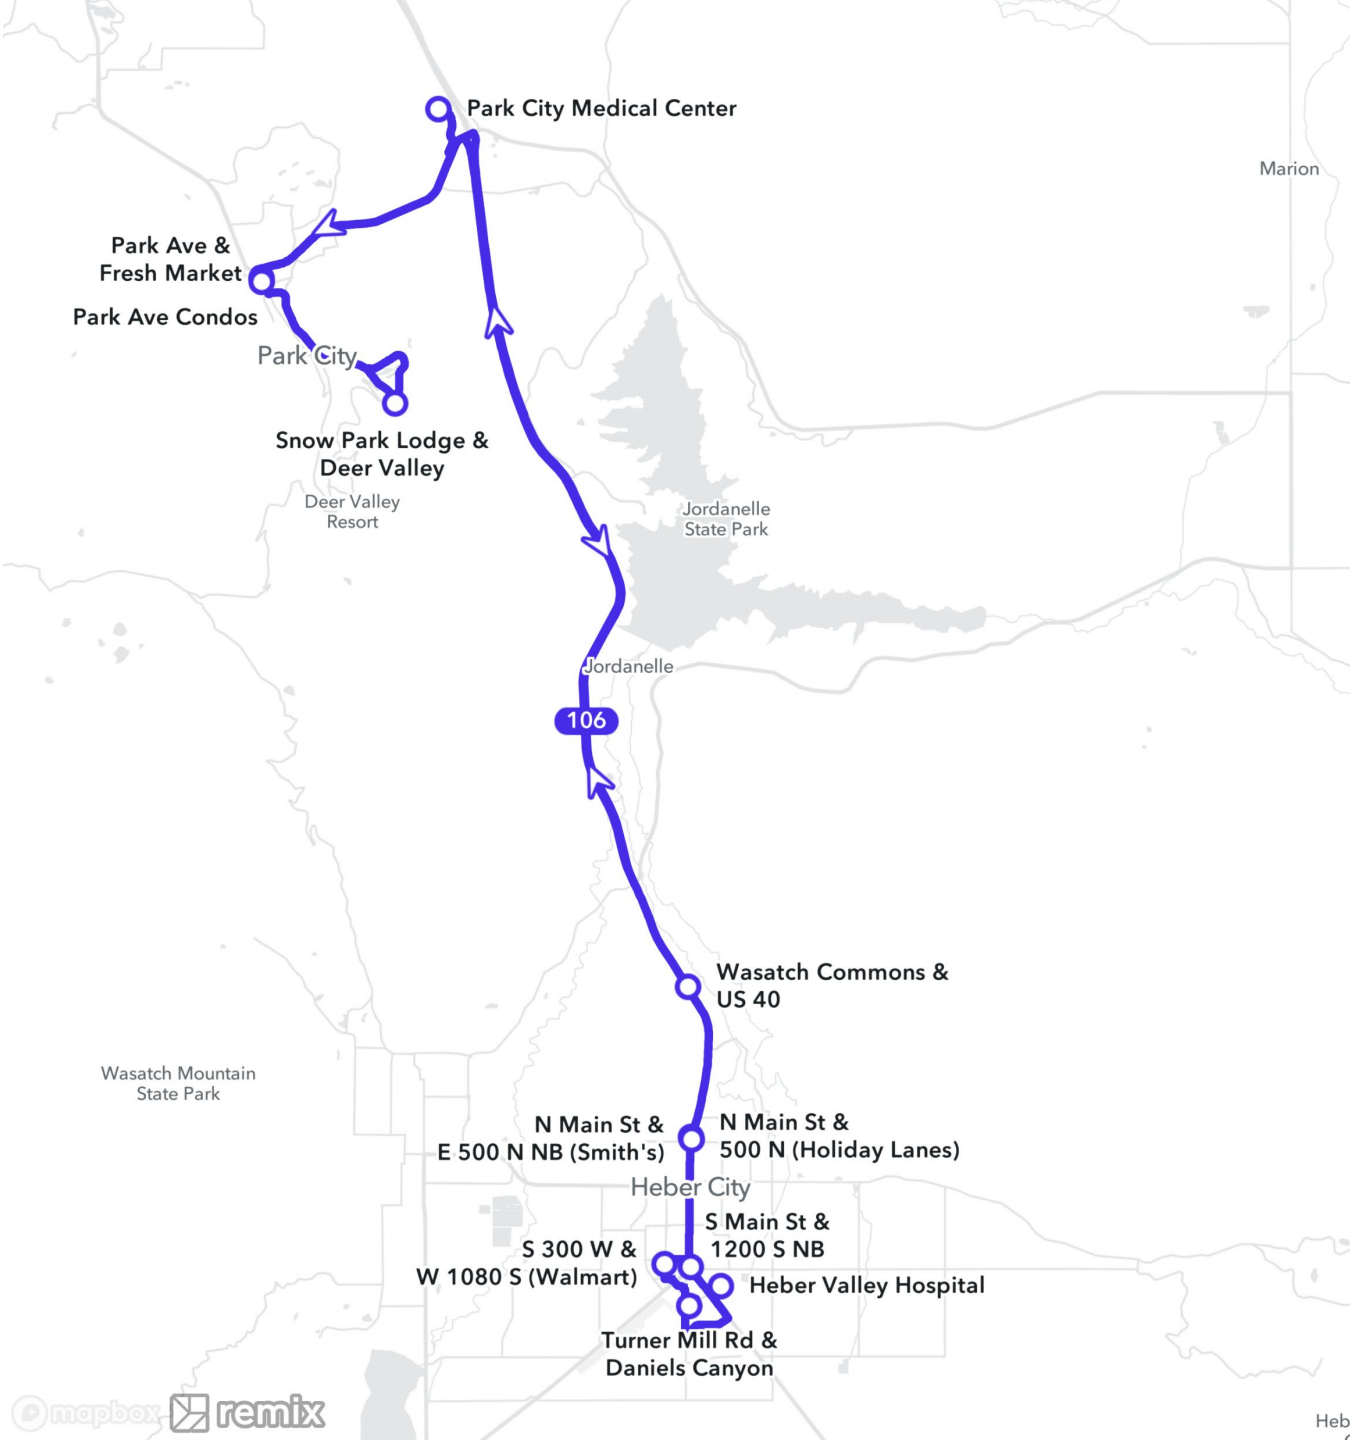 Park City Medical Center
Marion
Park Ave &
Fresh Market
Park Ave Condos
Park City
Snow Park Lodge &
Deer Valley
Deer Valley
Resort
Jordanelle
State Park
Jordanelle
106
Wasatch Commons &
US 40
Wasatch Mountain
State Park
N Main St &
E 500 N NB (Smith's)
N Main St &
500 N (Holiday Lanes)
Heber City
S Main St &
1200 S NB
S 300 W &
W 1080 S (Walmart)
Heber Valley Hospital
Turner Mill Rd &
Daniels Canyon
mapbox
remix
Heb